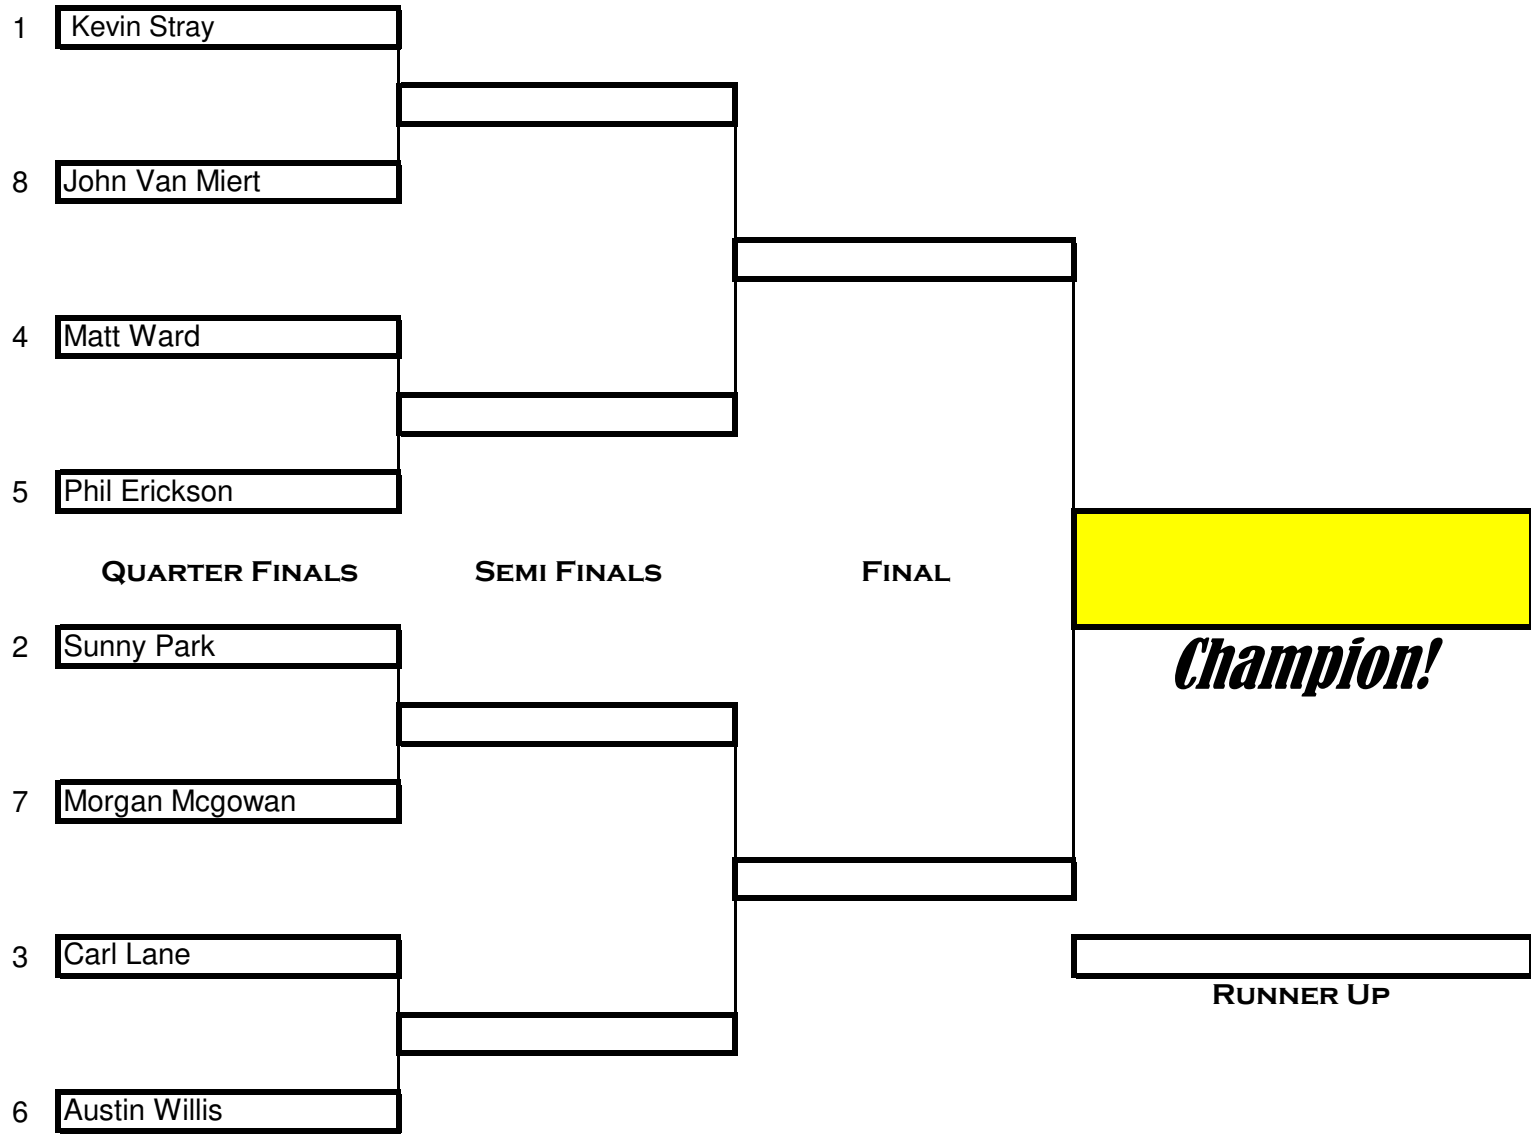 1 Kevin Stray
8 John Van Miert
4 Matt Ward
5 Phil Erickson
QUARTER FINALS SEMI FINALS FINAL
2 Sunny Park
Champion!
7 Morgan Mcgowan
3 Carl Lane
RUNNER UP
6 Austin Willis